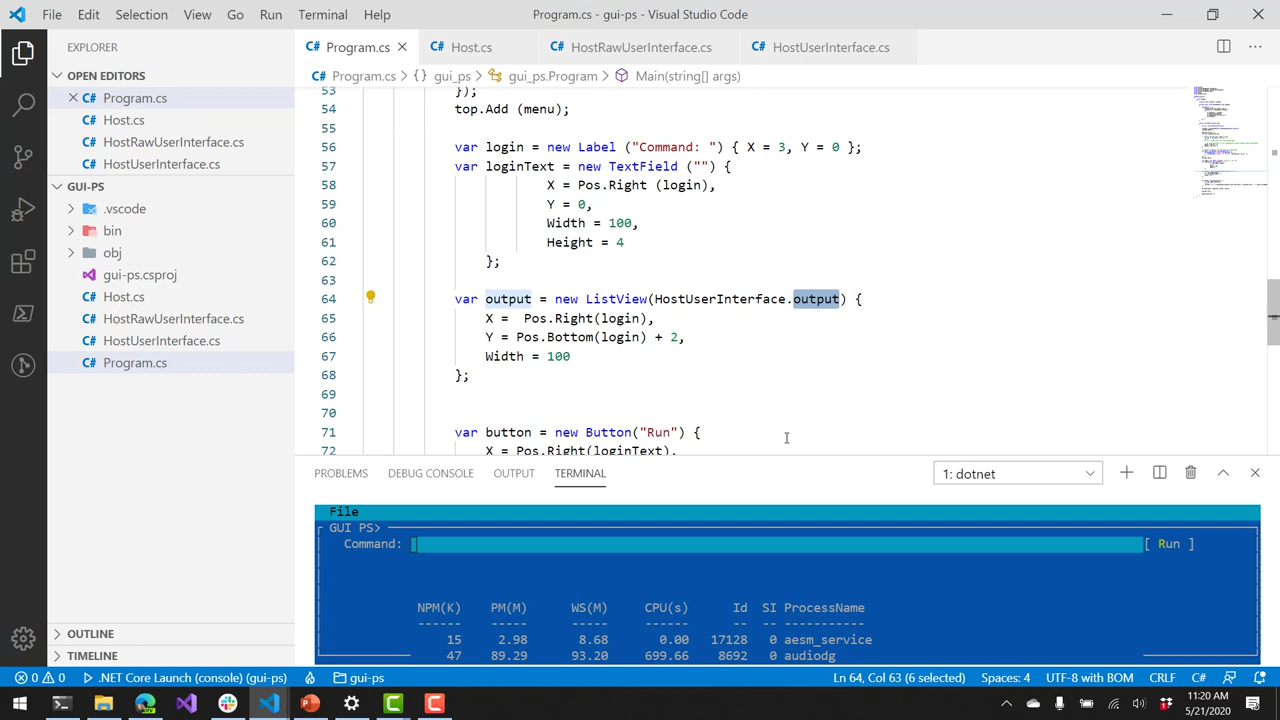 File Edit Selection View Go Run Terminal Help Program.cs - gui-ps - Visual Studio Code
EXPLORER
OPEN EDITORS
C# Program.cs
C# Host.cs
C# HostRawUserInterface.cs
C# HostUserInterface.cs
GUI-PS
.vscode
bin
obj
gui-ps.csproj
C# Host.cs
C# HostRawUserInterface.cs
C# HostUserInterface.cs
C# Program.cs
OUTLINE
TIMELINE
C# Program.cs C# Host.cs C# HostRawUserInterface.cs C# HostUserInterface.cs
C# Program.cs > {} gui_ps > gui_ps.Program > Main(string[] args)
53 });
54 top.Add (menu);
55
56 var login = new Label ("Command: ") { X = 3, Y = 0 };
57 var loginText = new TextField ("") {
58 X = Pos.Right (login),
59 Y = 0,
60 Width = 100,
61 Height = 4
62 };
63
64 var output = new ListView(HostUserInterface.output) {
65 X =  Pos.Right(login),
66 Y = Pos.Bottom(login) + 2,
67 Width = 100
68 };
69
70
71 var button = new Button("Run") {
72 X = Pos.Right(loginText),
PROBLEMS DEBUG CONSOLE OUTPUT TERMINAL 1: dotnet
File
GUI PS>
Command: [ Run ]
NPM(K) PM(M) WS(M) CPU(s) Id SI ProcessName
------ ----- ----- ------ -- -- -----------
15 2.98 8.68 0.00 17128 0 aesm_service
47 89.29 93.20 699.66 8692 0 audiodg
0 0 .NET Core Launch (console) (gui-ps) gui-ps Ln 64, Col 63 (6 selected) Spaces: 4 UTF-8 with BOM CRLF C#
11:20 AM
5/21/2020